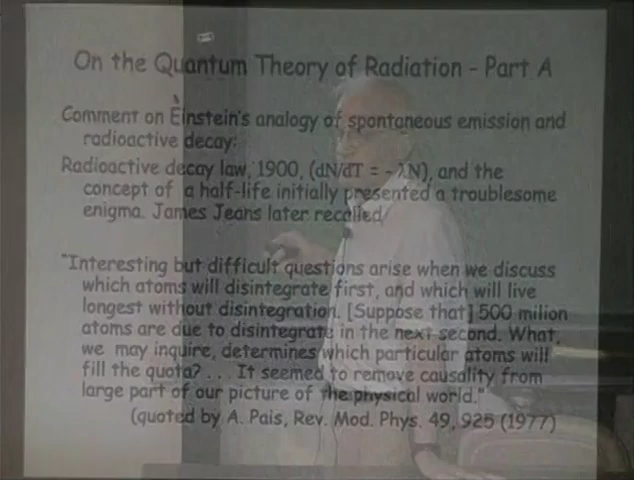 On the Quantum Theory of Radiation - Part A
Comment on Einstein's analogy of spontaneous emission and
radioactive decay:
Radioactive decay law, 1900, (dN/dT = - λN), and the
concept of a half-life initially presented a troublesome
enigma. James Jeans later recalled
"Interesting but difficult questions arise when we discuss
which atoms will disintegrate first, and which will live
longest without disintegration. [Suppose that] 500 milion
atoms are due to disintegrate in the next second. What,
we may inquire, determines which particular atoms will
fill the quota? . . . It seemed to remove causality from
large part of our picture of the physical world."
(quoted by A. Pais, Rev. Mod. Phys. 49, 925 (1977)